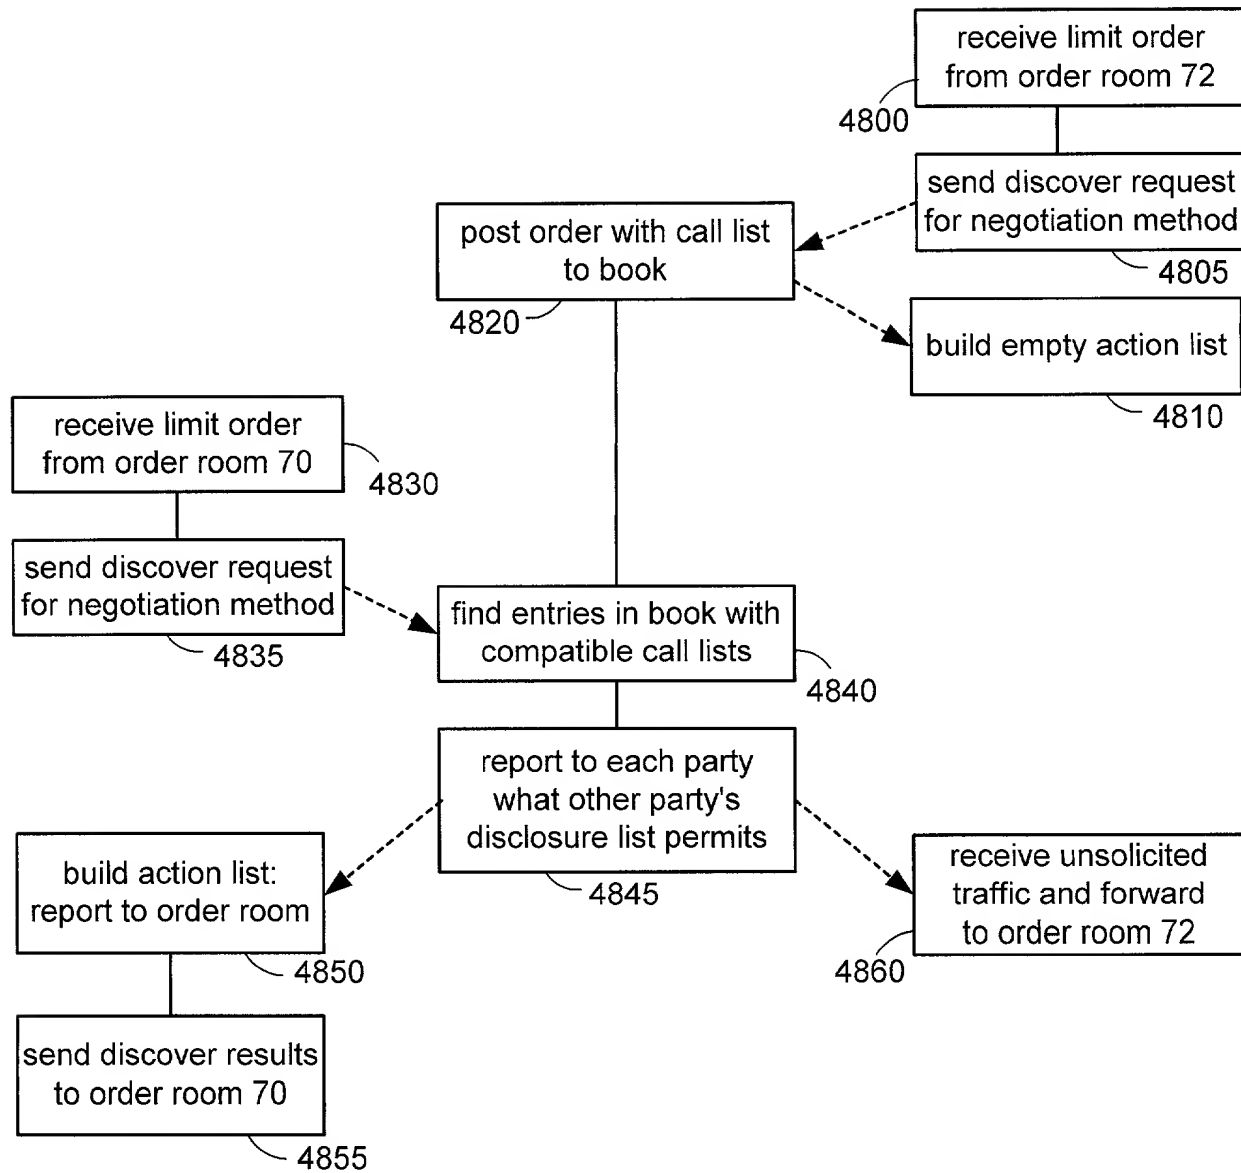 receive limit order
from order room 72
4800
send discover request
for negotiation method
4805
post order with call list
to book
4820
build empty action list
4810
receive limit order
from order room 70
4830
send discover request
for negotiation method
4835
find entries in book with
compatible call lists
4840
report to each party
what other party's
disclosure list permits
4845
build action list:
report to order room
4850
receive unsolicited
traffic and forward
to order room 72
4860
send discover results
to order room 70
4855